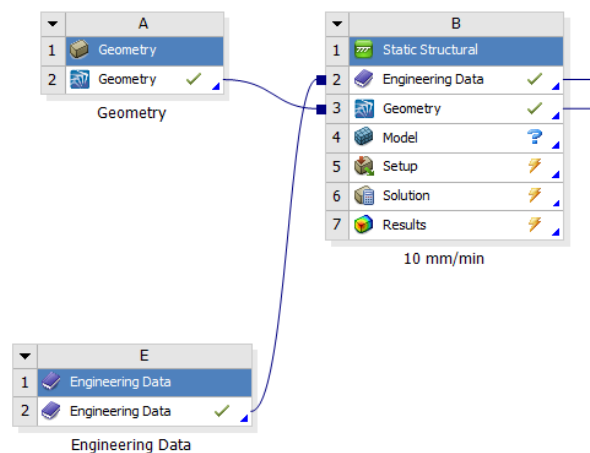 A
1 Geometry
2 Geometry
Geometry
B
1 Static Structural
2 Engineering Data
3 Geometry
4 Model ?
5 Setup
6 Solution
7 Results
10 mm/min
E
1 Engineering Data
2 Engineering Data
Engineering Data